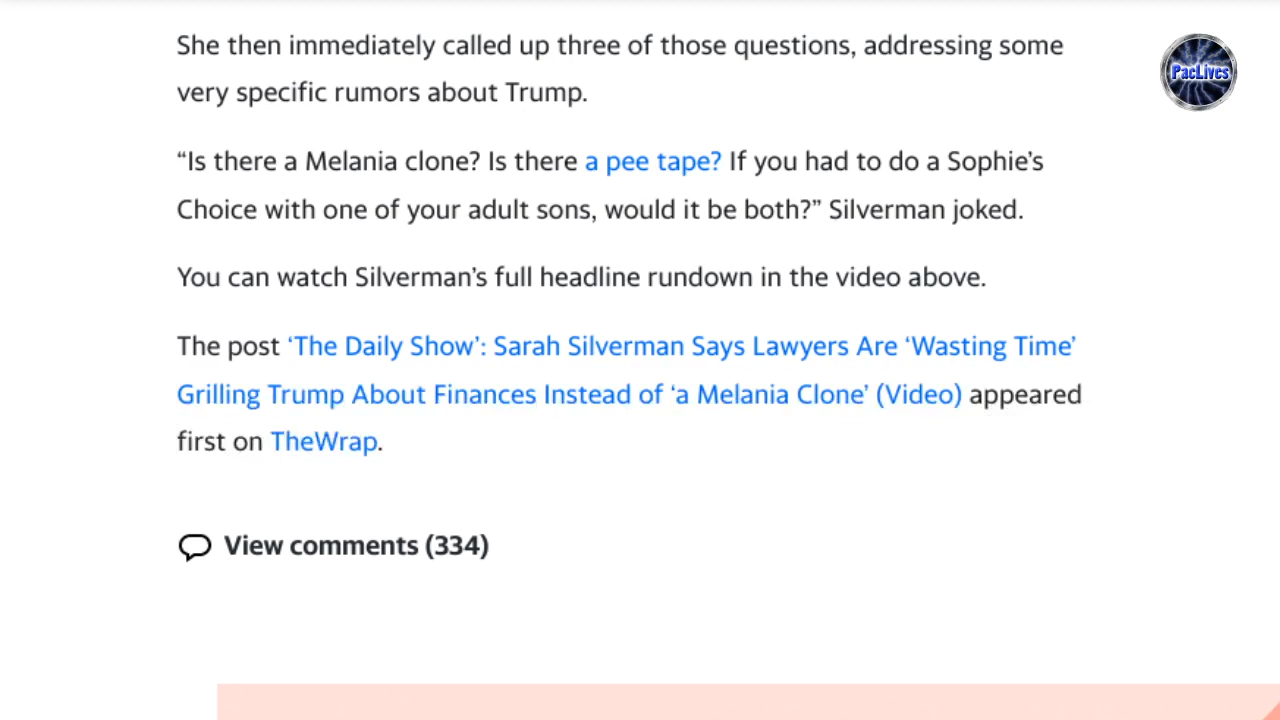 She then immediately called up three of those questions, addressing some
very specific rumors about Trump.
“Is there a Melania clone? Is there a pee tape? If you had to do a Sophie’s
Choice with one of your adult sons, would it be both?” Silverman joked.
You can watch Silverman’s full headline rundown in the video above.
The post ‘The Daily Show’: Sarah Silverman Says Lawyers Are ‘Wasting Time’
Grilling Trump About Finances Instead of ‘a Melania Clone’ (Video) appeared
first on TheWrap.
View comments (334)
PacLives